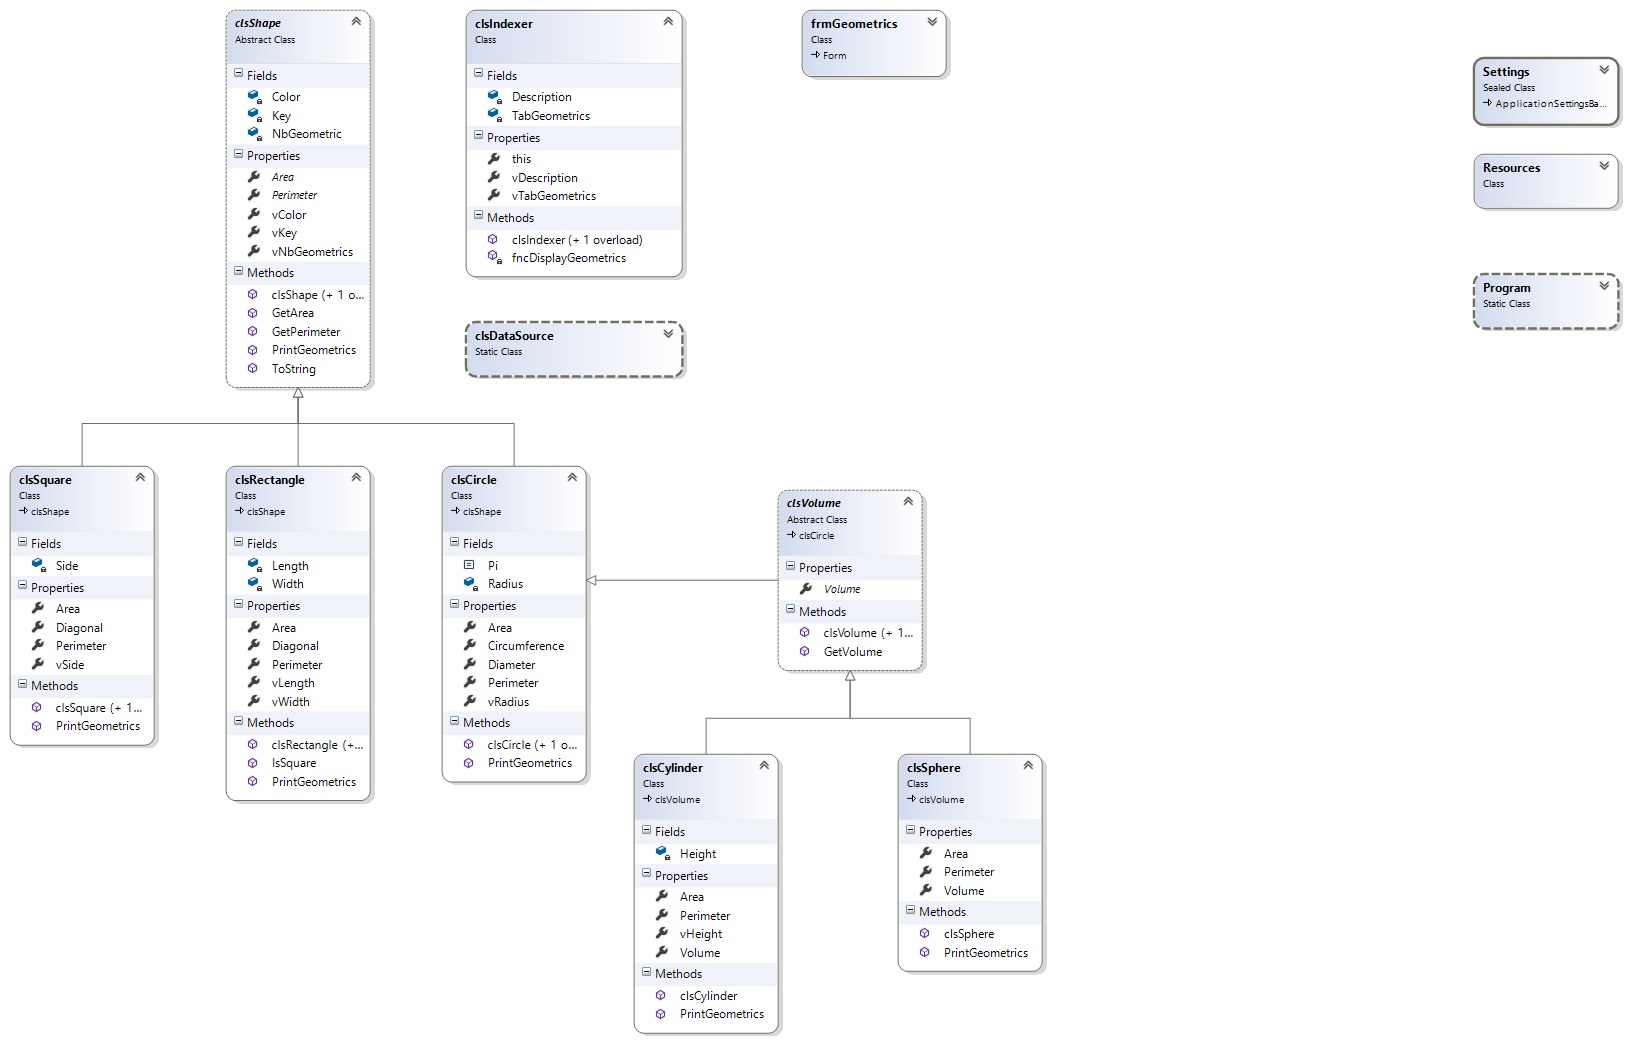 clsShape
Abstract Class
Fields
Color
Key
NbGeometric
Properties
Area
Perimeter
vColor
vKey
vNbGeometrics
Methods
clsShape (+ 1 o...
GetArea
GetPerimeter
PrintGeometrics
ToString
clsIndexer
Class
Fields
Description
TabGeometrics
Properties
this
vDescription
vTabGeometrics
Methods
clsIndexer (+ 1 overload)
fncDisplayGeometrics
clsDataSource
Static Class
frmGeometrics
Class
Form
Settings
Sealed Class
ApplicationSettingsBa...
Resources
Class
Program
Static Class
clsSquare
Class
clsShape
Fields
Side
Properties
Area
Diagonal
Perimeter
vSide
Methods
clsSquare (+ 1...
PrintGeometrics
clsRectangle
Class
clsShape
Fields
Length
Width
Properties
Area
Diagonal
Perimeter
vLength
vWidth
Methods
clsRectangle (+...
IsSquare
PrintGeometrics
clsCircle
Class
clsShape
Fields
Pi
Radius
Properties
Area
Circumference
Diameter
Perimeter
vRadius
Methods
clsCircle (+ 1 o...
PrintGeometrics
clsVolume
Abstract Class
clsCircle
Properties
Volume
Methods
clsVolume (+ 1...
GetVolume
clsCylinder
Class
clsVolume
Fields
Height
Properties
Area
Perimeter
vHeight
Volume
Methods
clsCylinder
PrintGeometrics
clsSphere
Class
clsVolume
Properties
Area
Perimeter
Volume
Methods
clsSphere
PrintGeometrics